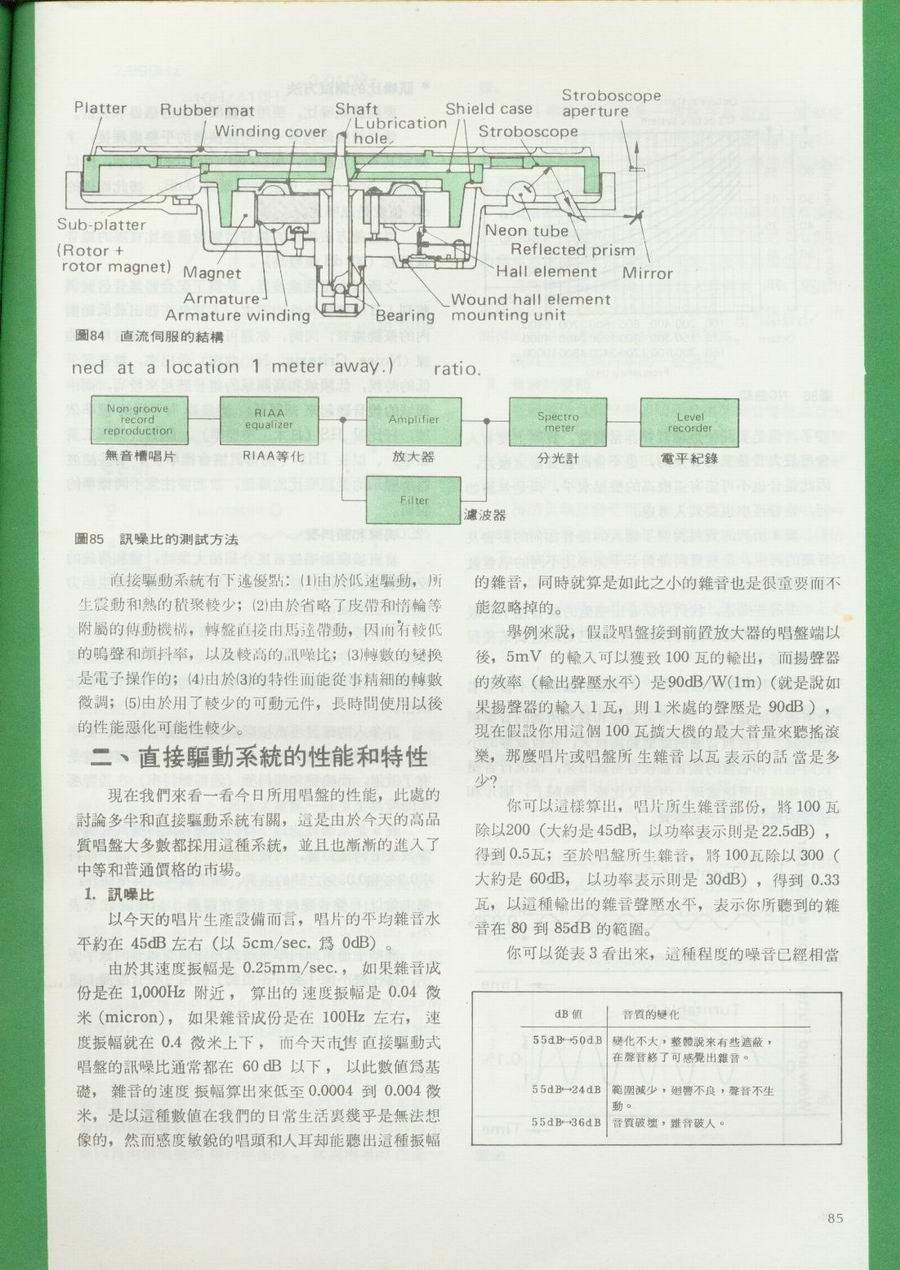 Platter
Rubber mat
Shaft
Shield case
Stroboscope
aperture
Winding cover
Lubrication
hole
Stroboscope
Sub-platter
(Rotor +
rotor magnet)
Magnet
Armature
Armature winding
Bearing
Neon tube
Reflected prism
Hall element
Mirror
Wound hall element
mounting unit
圖84 直流伺服的結構
ned at a location 1 meter away.) ratio.
Non-groove
record
reproduction
RIAA
equalizer
Amplifier
Spectro
meter
Level
recorder
無音槽唱片
RIAA等化
放大器
分光計
電平紀錄
Filter
濾波器
圖85 訊噪比的測試方法
直接驅動系統有下述優點:⑴由於低速驅動,所
生震動和熱的積聚較少;⑵由於省略了皮帶和惰輪等
附屬的傳動機構,轉盤直接由馬達帶動,因而有較低
的鳴聲和顫抖率,以及較高的訊噪比;⑶轉數的變換
是電子操作的;⑷由於⑶的特性而能從事精細的轉數
微調;⑸由於用了較少的可動元件,長時間使用以後
的性能惡化可能性較少。
二、直接驅動系統的性能和特性
現在我們來看一看今日所用唱盤的性能,此處的
討論多半和直接驅動系統有關,這是由於今天的高品
質唱盤大多數都採用這種系統,並且也漸漸的進入了
中等和普通價格的市場。
1. 訊噪比
以今天的唱片生產設備而言,唱片的平均雜音水
平約在 45dB 左右(以 5cm/sec. 爲 0dB)。
由於其速度振幅是 0.25mm/sec.,如果雜音成
份是在 1,000Hz 附近,算出的速度振幅是 0.04 微
米(micron),如果雜音成份是在 100Hz 左右,速
度振幅就在 0.4 微米上下,而今天市售直接驅動式
唱盤的訊噪比通常都在 60 dB 以下,以此數値爲基
礎,雜音的速度振幅算出來低至 0.0004 到 0.004 微
米,是以這種數値在我們的日常生活裏幾乎是無法想
像的,然而感度敏銳的唱頭和人耳却能聽出這種振幅
的雜音,同時就算是如此之小的雜音也是很重要而不
能忽略掉的。
舉例來說,假設唱盤接到前置放大器的唱盤端以
後,5mV 的輸入可以獲致 100 瓦的輸出,而揚聲器
的效率(輸出聲壓水平)是90dB/W(1m)(就是說如
果揚聲器的輸入 1 瓦,則 1 米處的聲壓是 90dB),
現在假設你用這個 100 瓦擴大機的最大音量來聽搖滾
樂,那麼唱片或唱盤所 生雜音 以瓦 表示的話 當是多
少?
你可以這樣算出,唱片所生雜音部份,將 100 瓦
除以200(大約是 45dB,以功率表示則是 22.5dB),
得到 0.5瓦;至於唱盤所生雜音,將 100瓦除以 300(
大約是 60dB, 以功率表示則是 30dB),得到 0.33
瓦,以這種輸出的雜音聲壓水平,表示你所聽到的雜
音在 80 到 85dB 的範圍。
你可以從表 3 看出來,這種程度的噪音已經相當
dB 値 音質的變化
55dB↔50dB 變化不大,整體說來有些遮蔽,
在聲音終了可感覺出雜音。
55dB↔24dB 範圍減少,廻響不良,聲音不生
動。
55dB↔36dB 音質破壞,雜音破人。
85